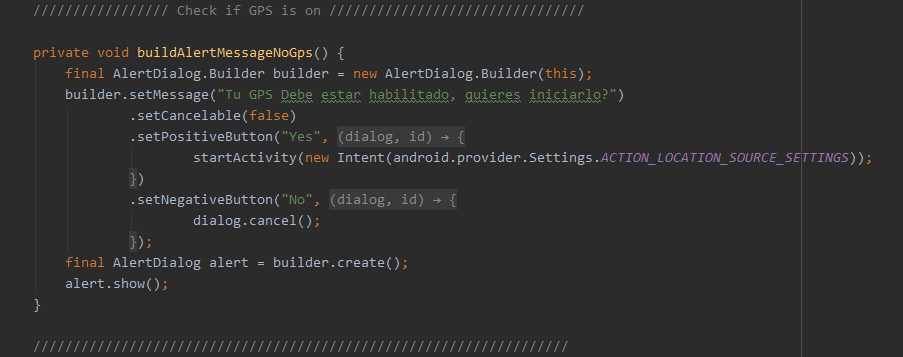 ///////////////// Check if GPS is on ////////////////////////////////
private void buildAlertMessageNoGps() {
    final AlertDialog.Builder builder = new AlertDialog.Builder(this);
    builder.setMessage("Tu GPS Debe estar habilitado, quieres iniciarlo?")
            .setCancelable(false)
            .setPositiveButton("Yes", (dialog, id) → {
                    startActivity(new Intent(android.provider.Settings.ACTION_LOCATION_SOURCE_SETTINGS));
            })
            .setNegativeButton("No", (dialog, id) → {
                    dialog.cancel();
            });
    final AlertDialog alert = builder.create();
    alert.show();
}
///////////////////////////////////////////////////////////////////